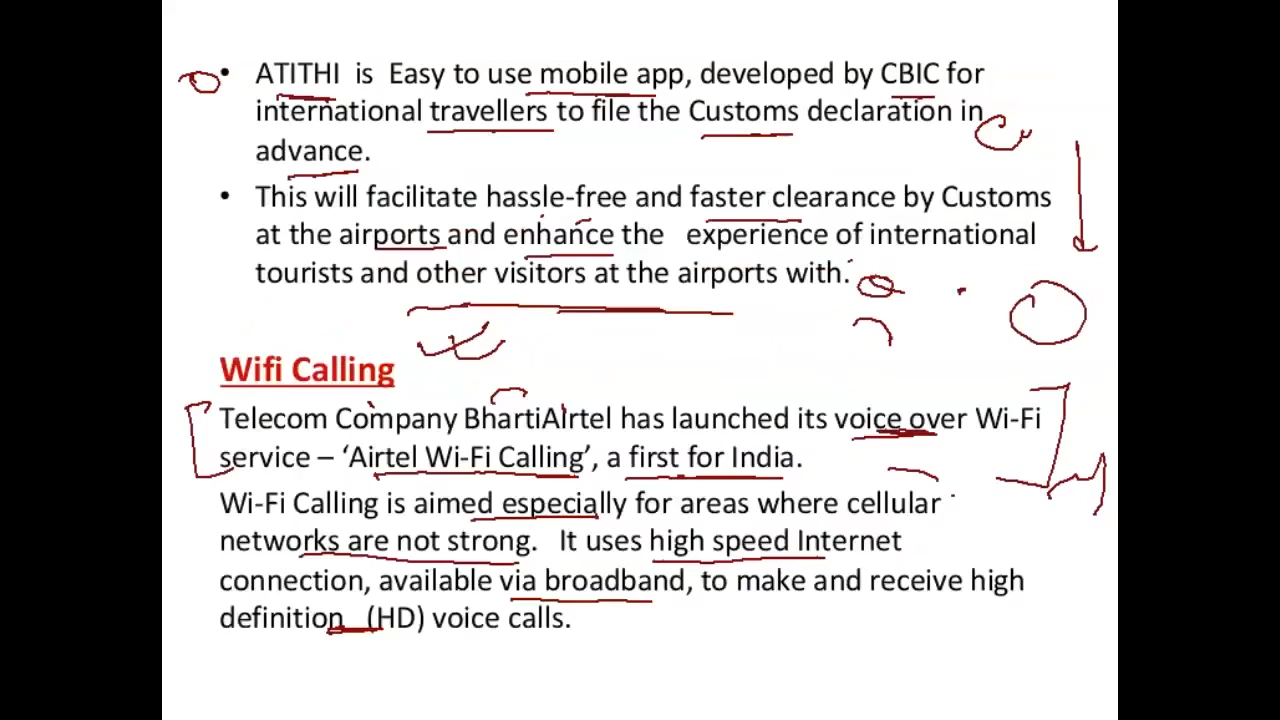 • ATITHI is Easy to use mobile app, developed by CBIC for
international travellers to file the Customs declaration in
advance.
• This will facilitate hassle-free and faster clearance by Customs
at the airports and enhance the experience of international
tourists and other visitors at the airports with.
Wifi Calling
Telecom Company BhartiAirtel has launched its voice over Wi-Fi
service – ‘Airtel Wi-Fi Calling’, a first for India.
Wi-Fi Calling is aimed especially for areas where cellular
networks are not strong. It uses high speed Internet
connection, available via broadband, to make and receive high
definition (HD) voice calls.